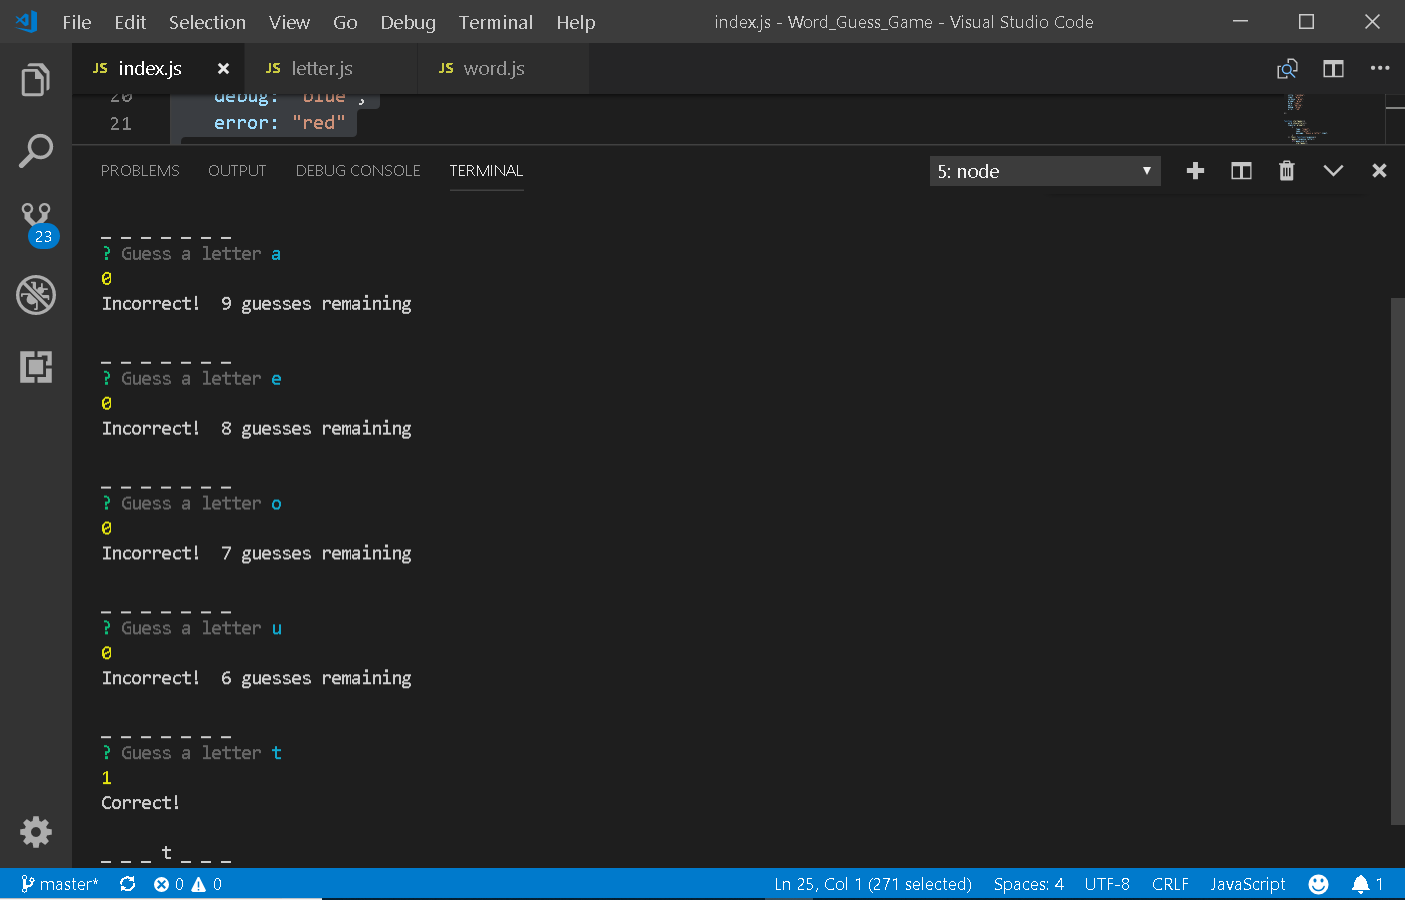 File Edit Selection View Go Debug Terminal Help index.js - Word_Guess_Game - Visual Studio Code
JS index.js JS letter.js JS word.js
20 debug: "blue",
21 error: "red"
PROBLEMS OUTPUT DEBUG CONSOLE TERMINAL 5: node
_ _ _ _ _ _ _
? Guess a letter a
0
Incorrect!  9 guesses remaining
_ _ _ _ _ _ _
? Guess a letter e
0
Incorrect!  8 guesses remaining
_ _ _ _ _ _ _
? Guess a letter o
0
Incorrect!  7 guesses remaining
_ _ _ _ _ _ _
? Guess a letter u
0
Incorrect!  6 guesses remaining
_ _ _ _ _ _ _
? Guess a letter t
1
Correct!
_ _ _ t _ _ _
23
master* 0 0 Ln 25, Col 1 (271 selected) Spaces: 4 UTF-8 CRLF JavaScript 1